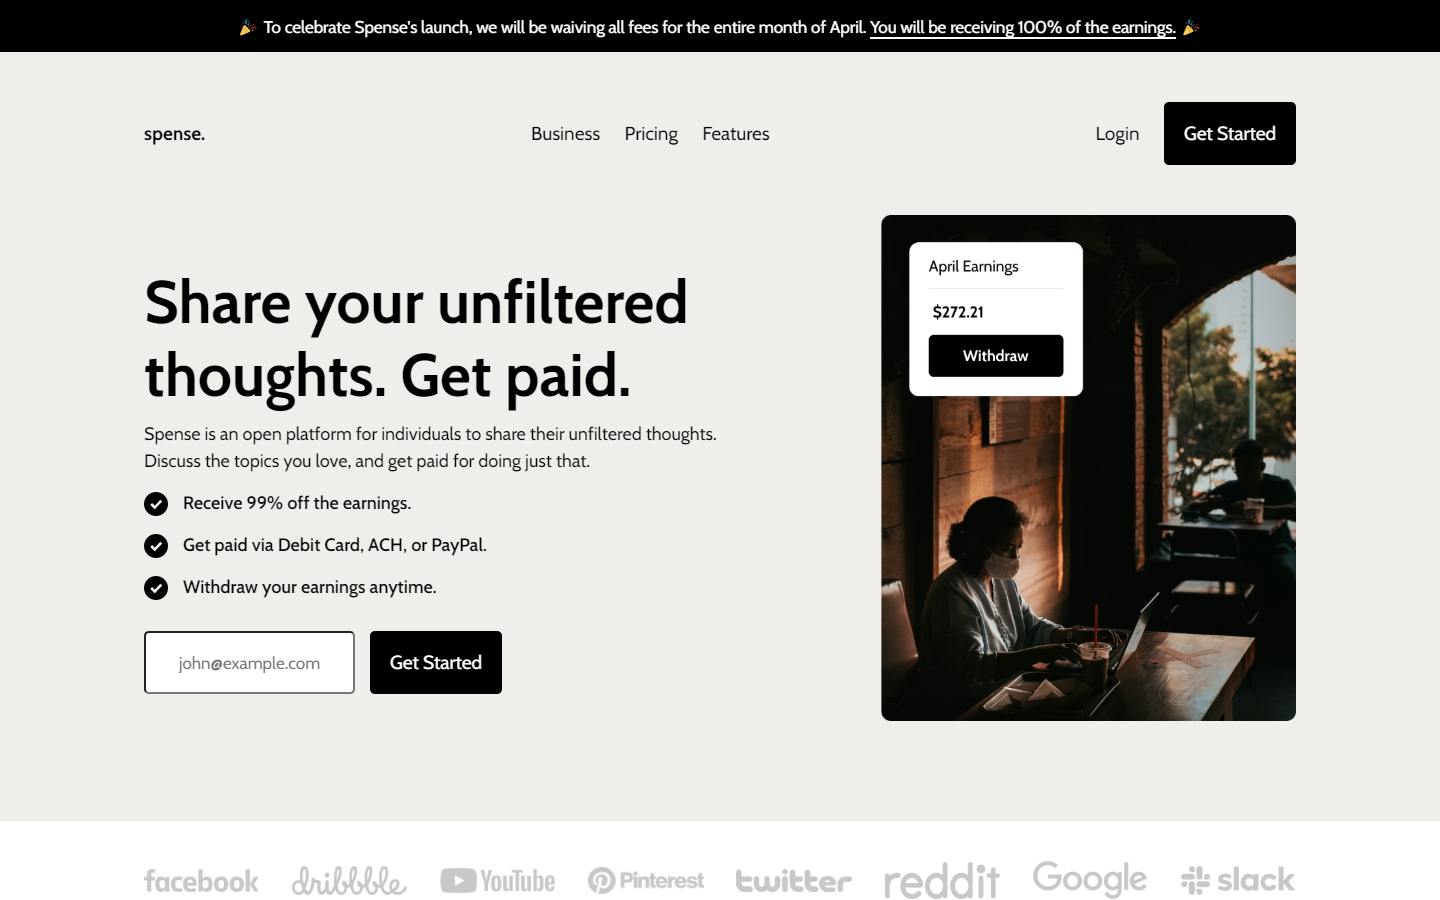 🎉 To celebrate Spense's launch, we will be waiving all fees for the entire month of April. You will be receiving 100% of the earnings. 🎉
spense.
Business
Pricing
Features
Login
Get Started
Share your unfiltered
thoughts. Get paid.
Spense is an open platform for individuals to share their unfiltered thoughts.
Discuss the topics you love, and get paid for doing just that.
Receive 99% off the earnings.
Get paid via Debit Card, ACH, or PayPal.
Withdraw your earnings anytime.
john@example.com
Get Started
April Earnings
$272.21
Withdraw
facebook
dribbble
YouTube
Pinterest
twitter
reddit
Google
slack